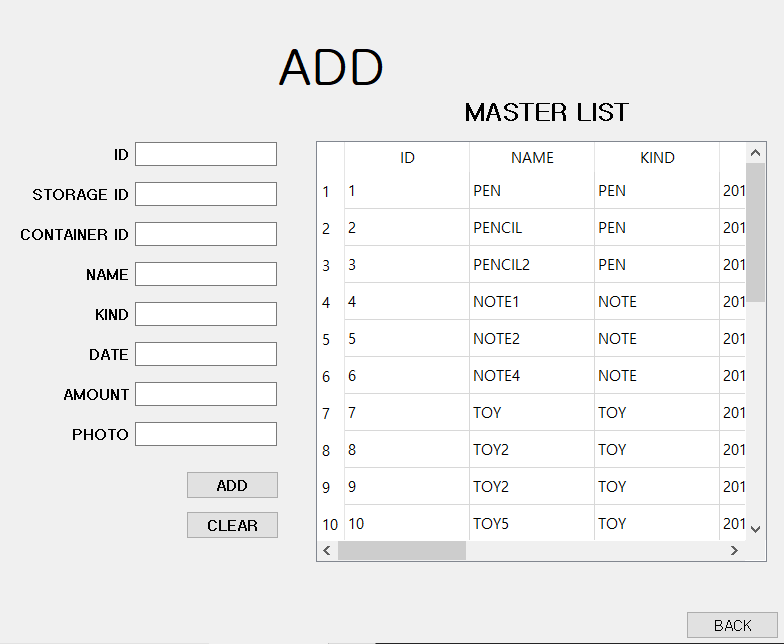 ADD
MASTER LIST
ID
STORAGE ID
CONTAINER ID
NAME
KIND
DATE
AMOUNT
PHOTO
ADD
CLEAR
ID NAME KIND
1 1 PEN PEN 201
2 2 PENCIL PEN 201
3 3 PENCIL2 PEN 201
4 4 NOTE1 NOTE 201
5 5 NOTE2 NOTE 201
6 6 NOTE4 NOTE 201
7 7 TOY TOY 201
8 8 TOY2 TOY 201
9 9 TOY2 TOY 201
10 10 TOY5 TOY 201
BACK